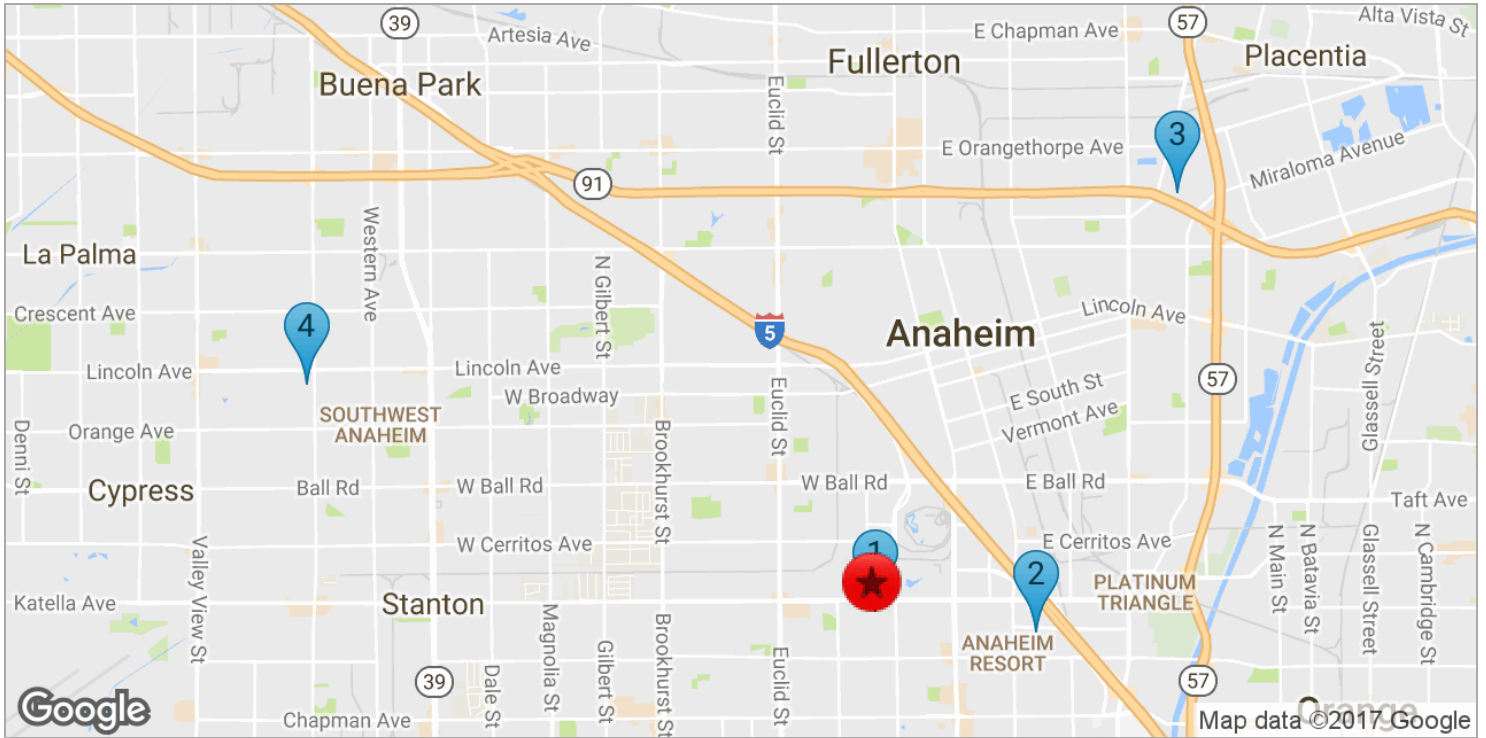 39
57
Artesia Ave
E Chapman Ave
Alta Vista St
Fullerton
Placentia
Buena Park
Euclid St
3
E Orangethorpe Ave
Miraloma Avenue
91
Western Ave
La Palma
N Gilbert St
Crescent Ave
Lincoln Ave
4
5
Anaheim
Glassell Street
Lincoln Ave
Lincoln Ave
57
W Broadway
E South St
SOUTHWEST
ANAHEIM
Euclid St
Vermont Ave
Denni St
Orange Ave
Brookhurst St
Cypress
Ball Rd
W Ball Rd
W Ball Rd
E Ball Rd
Taft Ave
Valley View St
W Cerritos Ave
1
E Cerritos Ave
N Main St
N Batavia St
Glassell Street
N Cambridge St
2
PLATINUM
TRIANGLE
Katella Ave
Stanton
Magnolia St
Gilbert St
Brookhurst St
ANAHEIM
RESORT
Dale St
Euclid St
39
57
Google
Chapman Ave
Orange
Map data ©2017 Google